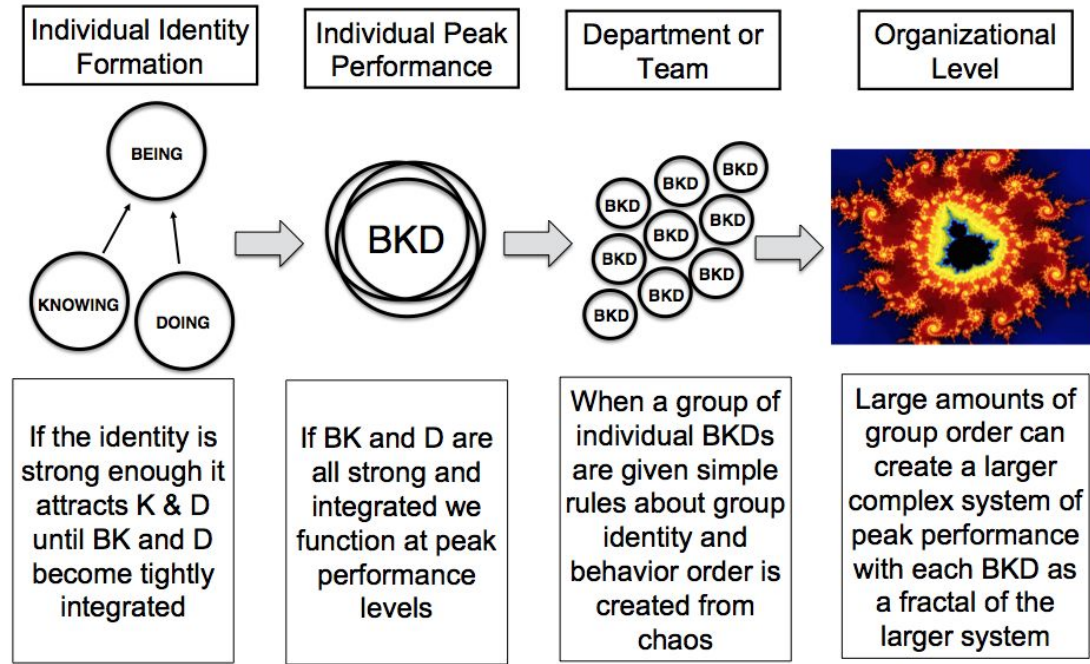 Individual Identity
Formation
Individual Peak
Performance
Department or
Team
Organizational
Level
BEING
KNOWING
DOING
BKD
BKD
BKD
BKD
BKD
BKD
BKD
BKD
BKD
BKD
If the identity is
strong enough it
attracts K & D
until BK and D
become tightly
integrated
If BK and D are
all strong and
integrated we
function at peak
performance
levels
When a group of
individual BKDs
are given simple
rules about group
identity and
behavior order is
created from
chaos
Large amounts of
group order can
create a larger
complex system of
peak performance
with each BKD as
a fractal of the
larger system